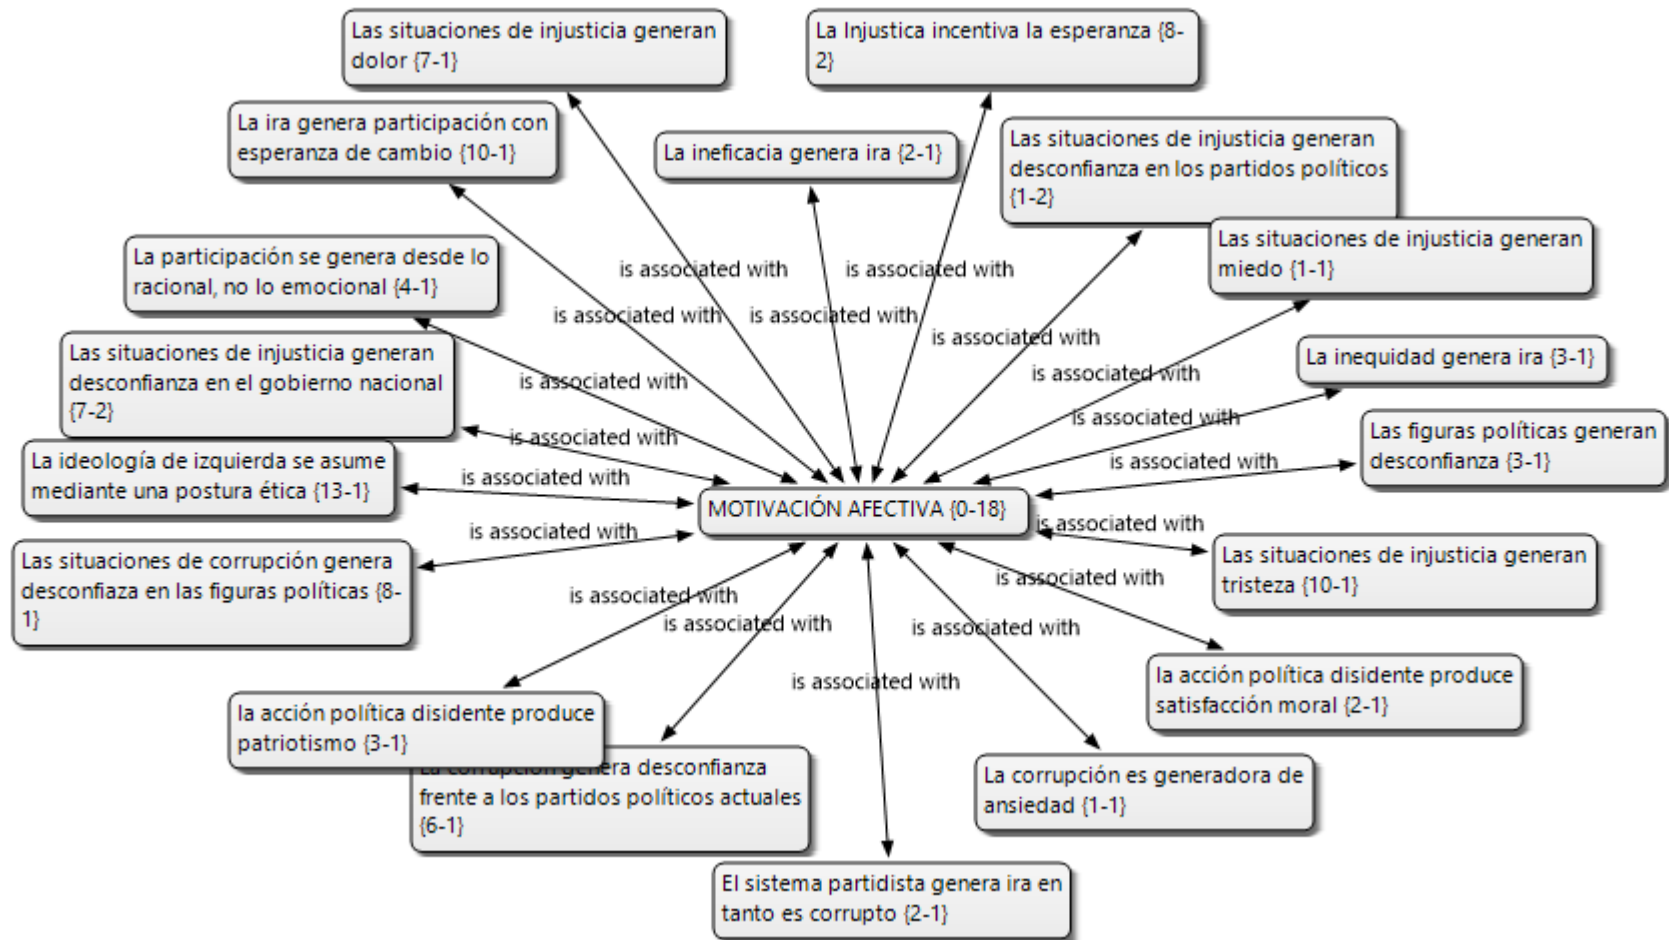 Las situaciones de injusticia generan
dolor {7-1}
La Injustica incentiva la esperanza {8-
2}
La ira genera participación con
esperanza de cambio {10-1}
La ineficacia genera ira {2-1}
Las situaciones de injusticia generan
desconfianza en los partidos políticos
{1-2}
Las situaciones de injusticia generan
miedo {1-1}
La participación se genera desde lo
racional, no lo emocional {4-1}
is associated with
is associated with
is associated with
is associated with
is associated with
Las situaciones de injusticia generan
desconfianza en el gobierno nacional
{7-2}
La inequidad genera ira {3-1}
is associated with
is associated with
is associated with
Las figuras políticas generan
desconfianza {3-1}
is associated with
is associated with
La ideología de izquierda se asume
mediante una postura ética {13-1}
is associated with
MOTIVACIÓN AFECTIVA {0-18}
is associated with
is associated with
Las situaciones de corrupción genera
desconfiaza en las figuras políticas {8-
1}
Las situaciones de injusticia generan
tristeza {10-1}
is associated with
is associated with
is associated with
is associated with
is associated with
la acción política disidente produce
satisfacción moral {2-1}
la acción política disidente produce
patriotismo {3-1}
La corrupción genera desconfianza
frente a los partidos políticos actuales
{6-1}
La corrupción es generadora de
ansiedad {1-1}
El sistema partidista genera ira en
tanto es corrupto {2-1}